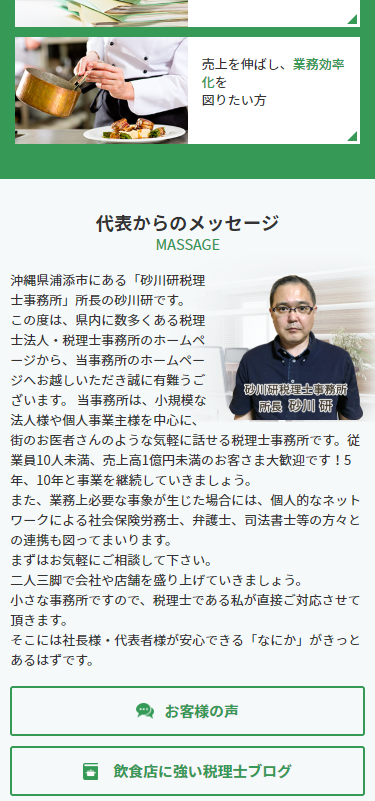 売上を伸ばし、業務効率
化を
図りたい方
代表からのメッセージ
MASSAGE
沖縄県浦添市にある「砂川研税理
士事務所」所長の砂川研です。
この度は、県内に数多くある税理
士法人・税理士事務所のホームペ
ージから、当事務所のホームペー
ジへお越しいただき誠に有難うご
ざいます。 当事務所は、小規模な
法人様や個人事業主様を中心に、
砂川研税理士事務所
所長 砂川 研
街のお医者さんのような気軽に話せる税理士事務所です。従
業員10人未満、売上高1億円未満のお客さま大歓迎です！5
年、10年と事業を継続していきましょう。
また、業務上必要な事象が生じた場合には、個人的なネット
ワークによる社会保険労務士、弁護士、司法書士等の方々と
の連携も図ってまいります。
まずはお気軽にご相談して下さい。
二人三脚で会社や店舗を盛り上げていきましょう。
小さな事務所ですので、税理士である私が直接ご対応させて
頂きます。
そこには社長様・代表者様が安心できる「なにか」がきっと
あるはずです。
お客様の声
飲食店に強い税理士ブログ